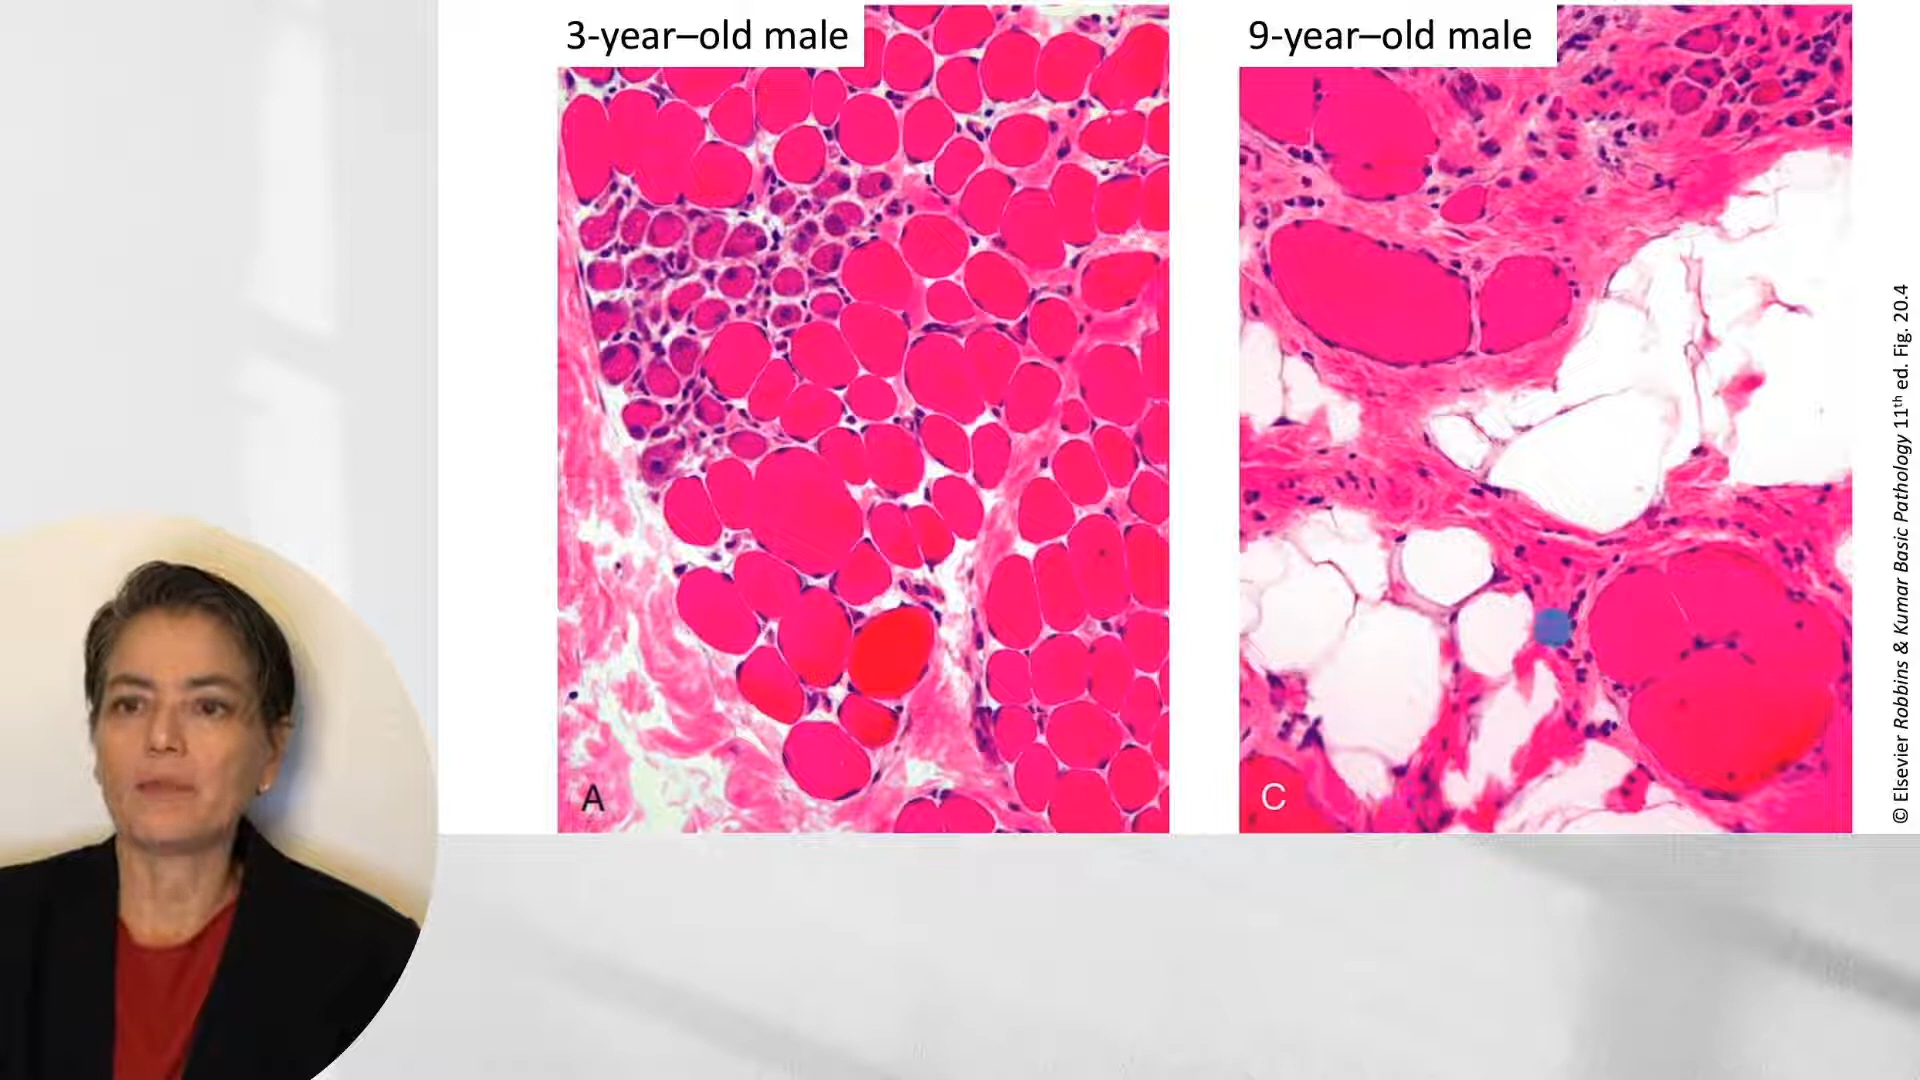 3-year–old male
9-year–old male
A
C
© Elsevier Robbins & Kumar Basic Pathology 11th ed. Fig. 20.4